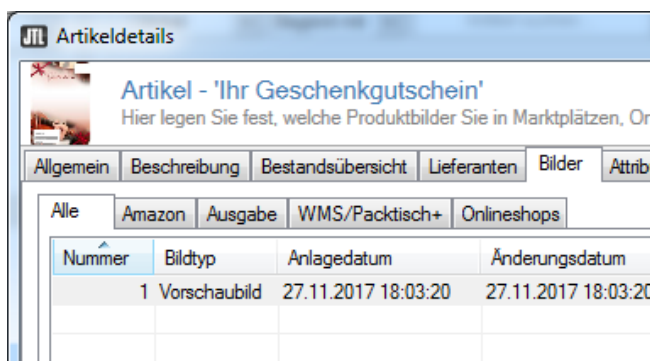 JTL Artikeldetails
Artikel - 'Ihr Geschenkgutschein'
Hier legen Sie fest, welche Produktbilder Sie in Marktplätzen, On
Allgemein Beschreibung Bestandsübersicht Lieferanten Bilder Attrib
Alle Amazon Ausgabe WMS/Packtisch+ Onlineshops
Nummer Bildtyp Anlagedatum Änderungsdatum
1 Vorschaubild 27.11.2017 18:03:20 27.11.2017 18:03:20